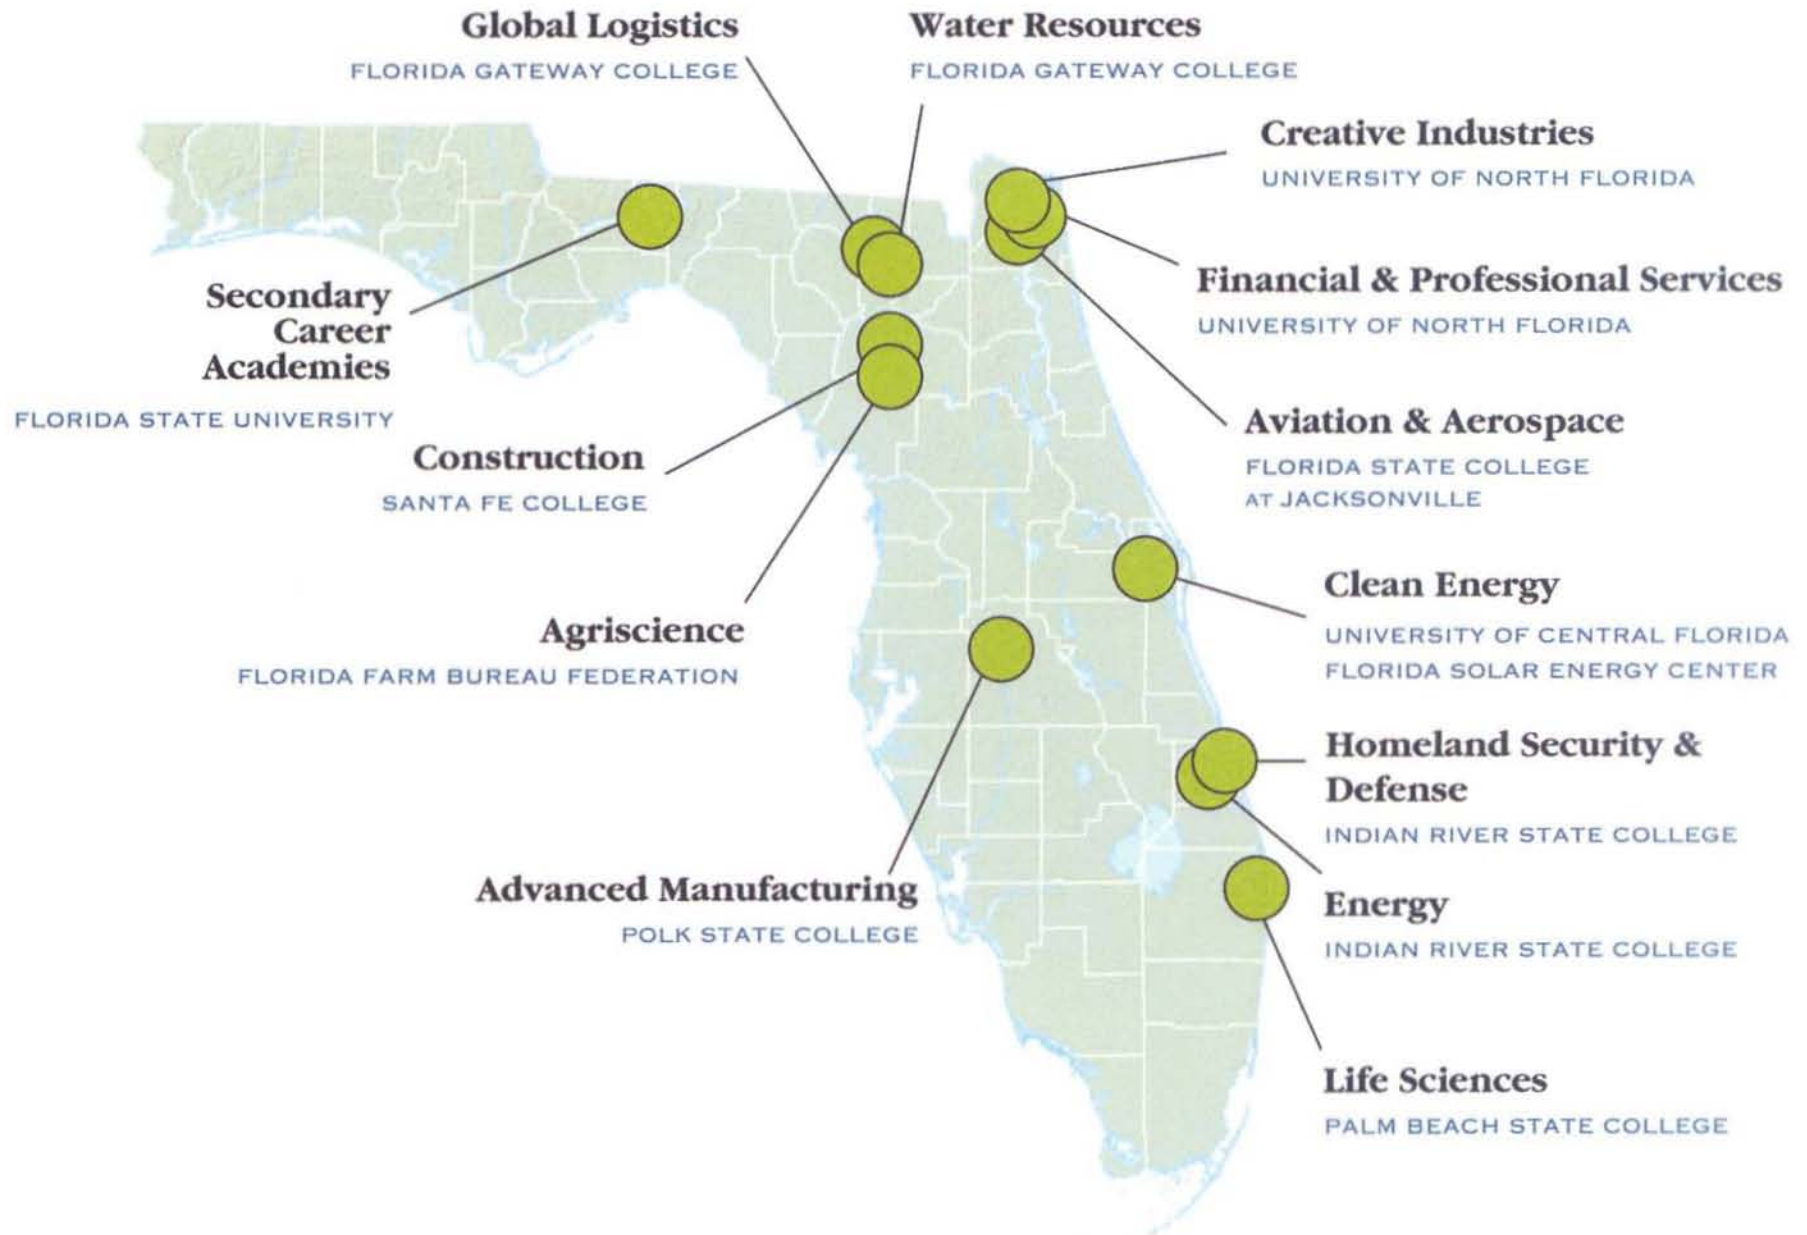 Global Logistics
FLORIDA GATEWAY COLLEGE
Water Resources
FLORIDA GATEWAY COLLEGE
Creative Industries
UNIVERSITY OF NORTH FLORIDA
Financial & Professional Services
UNIVERSITY OF NORTH FLORIDA
Secondary
Career
Academies
FLORIDA STATE UNIVERSITY
Aviation & Aerospace
FLORIDA STATE COLLEGE
AT JACKSONVILLE
Construction
SANTA FE COLLEGE
Agriscience
FLORIDA FARM BUREAU FEDERATION
Clean Energy
UNIVERSITY OF CENTRAL FLORIDA
FLORIDA SOLAR ENERGY CENTER
Homeland Security &
Defense
INDIAN RIVER STATE COLLEGE
Advanced Manufacturing
POLK STATE COLLEGE
Energy
INDIAN RIVER STATE COLLEGE
Life Sciences
PALM BEACH STATE COLLEGE